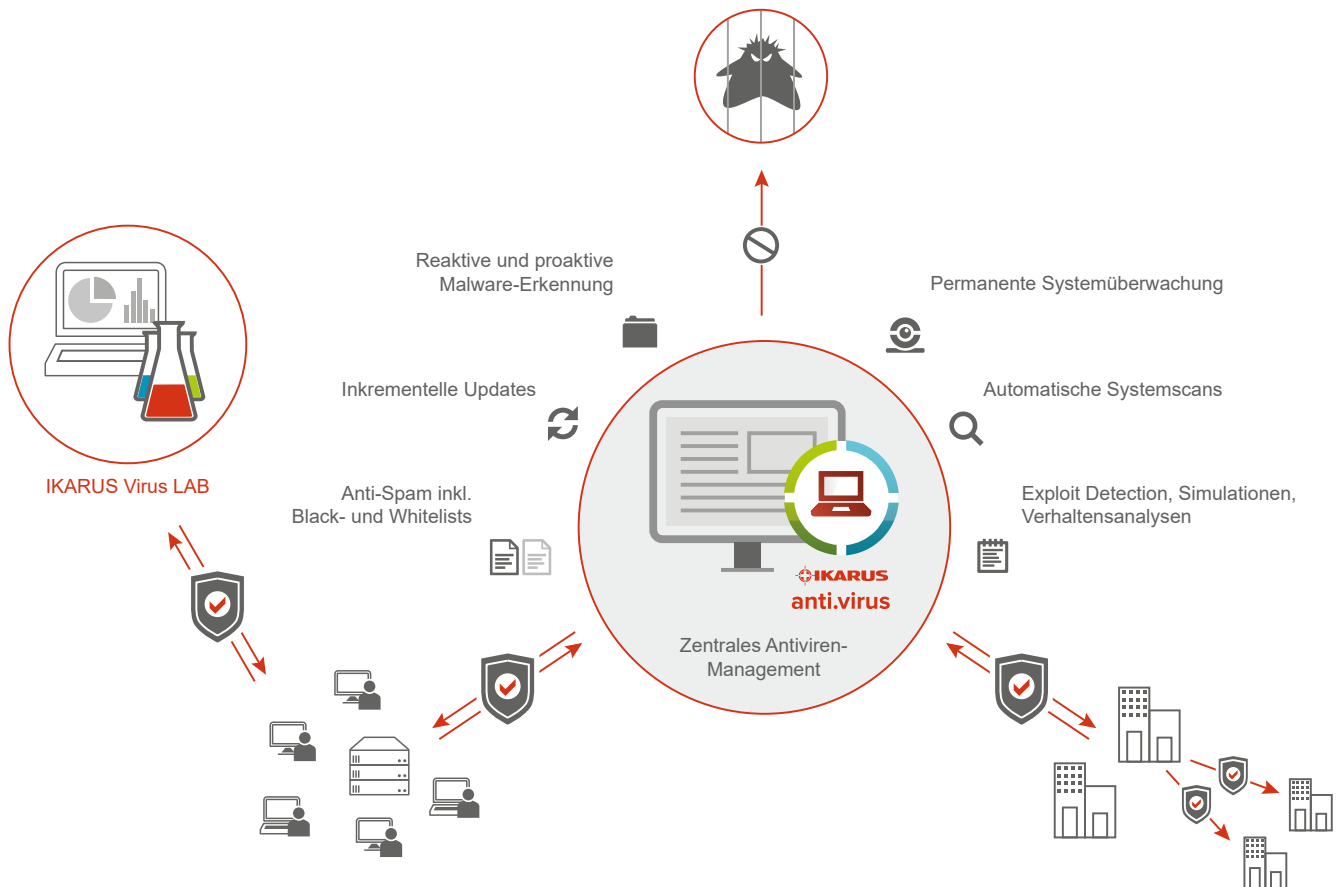 Reaktive und proaktive
Malware-Erkennung
Permanente Systemüberwachung
Inkrementelle Updates
Automatische Systemscans
IKARUS Virus LAB
Anti-Spam inkl.
Black- und Whitelists
Exploit Detection, Simulationen,
Verhaltensanalysen
IKARUS
anti.virus
Zentrales Antiviren-
Management